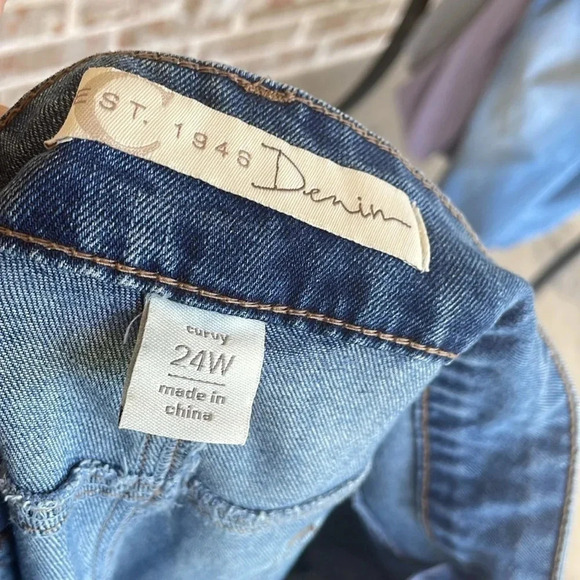 C
EST. 1946 Denim
curvy
24W
made in
china